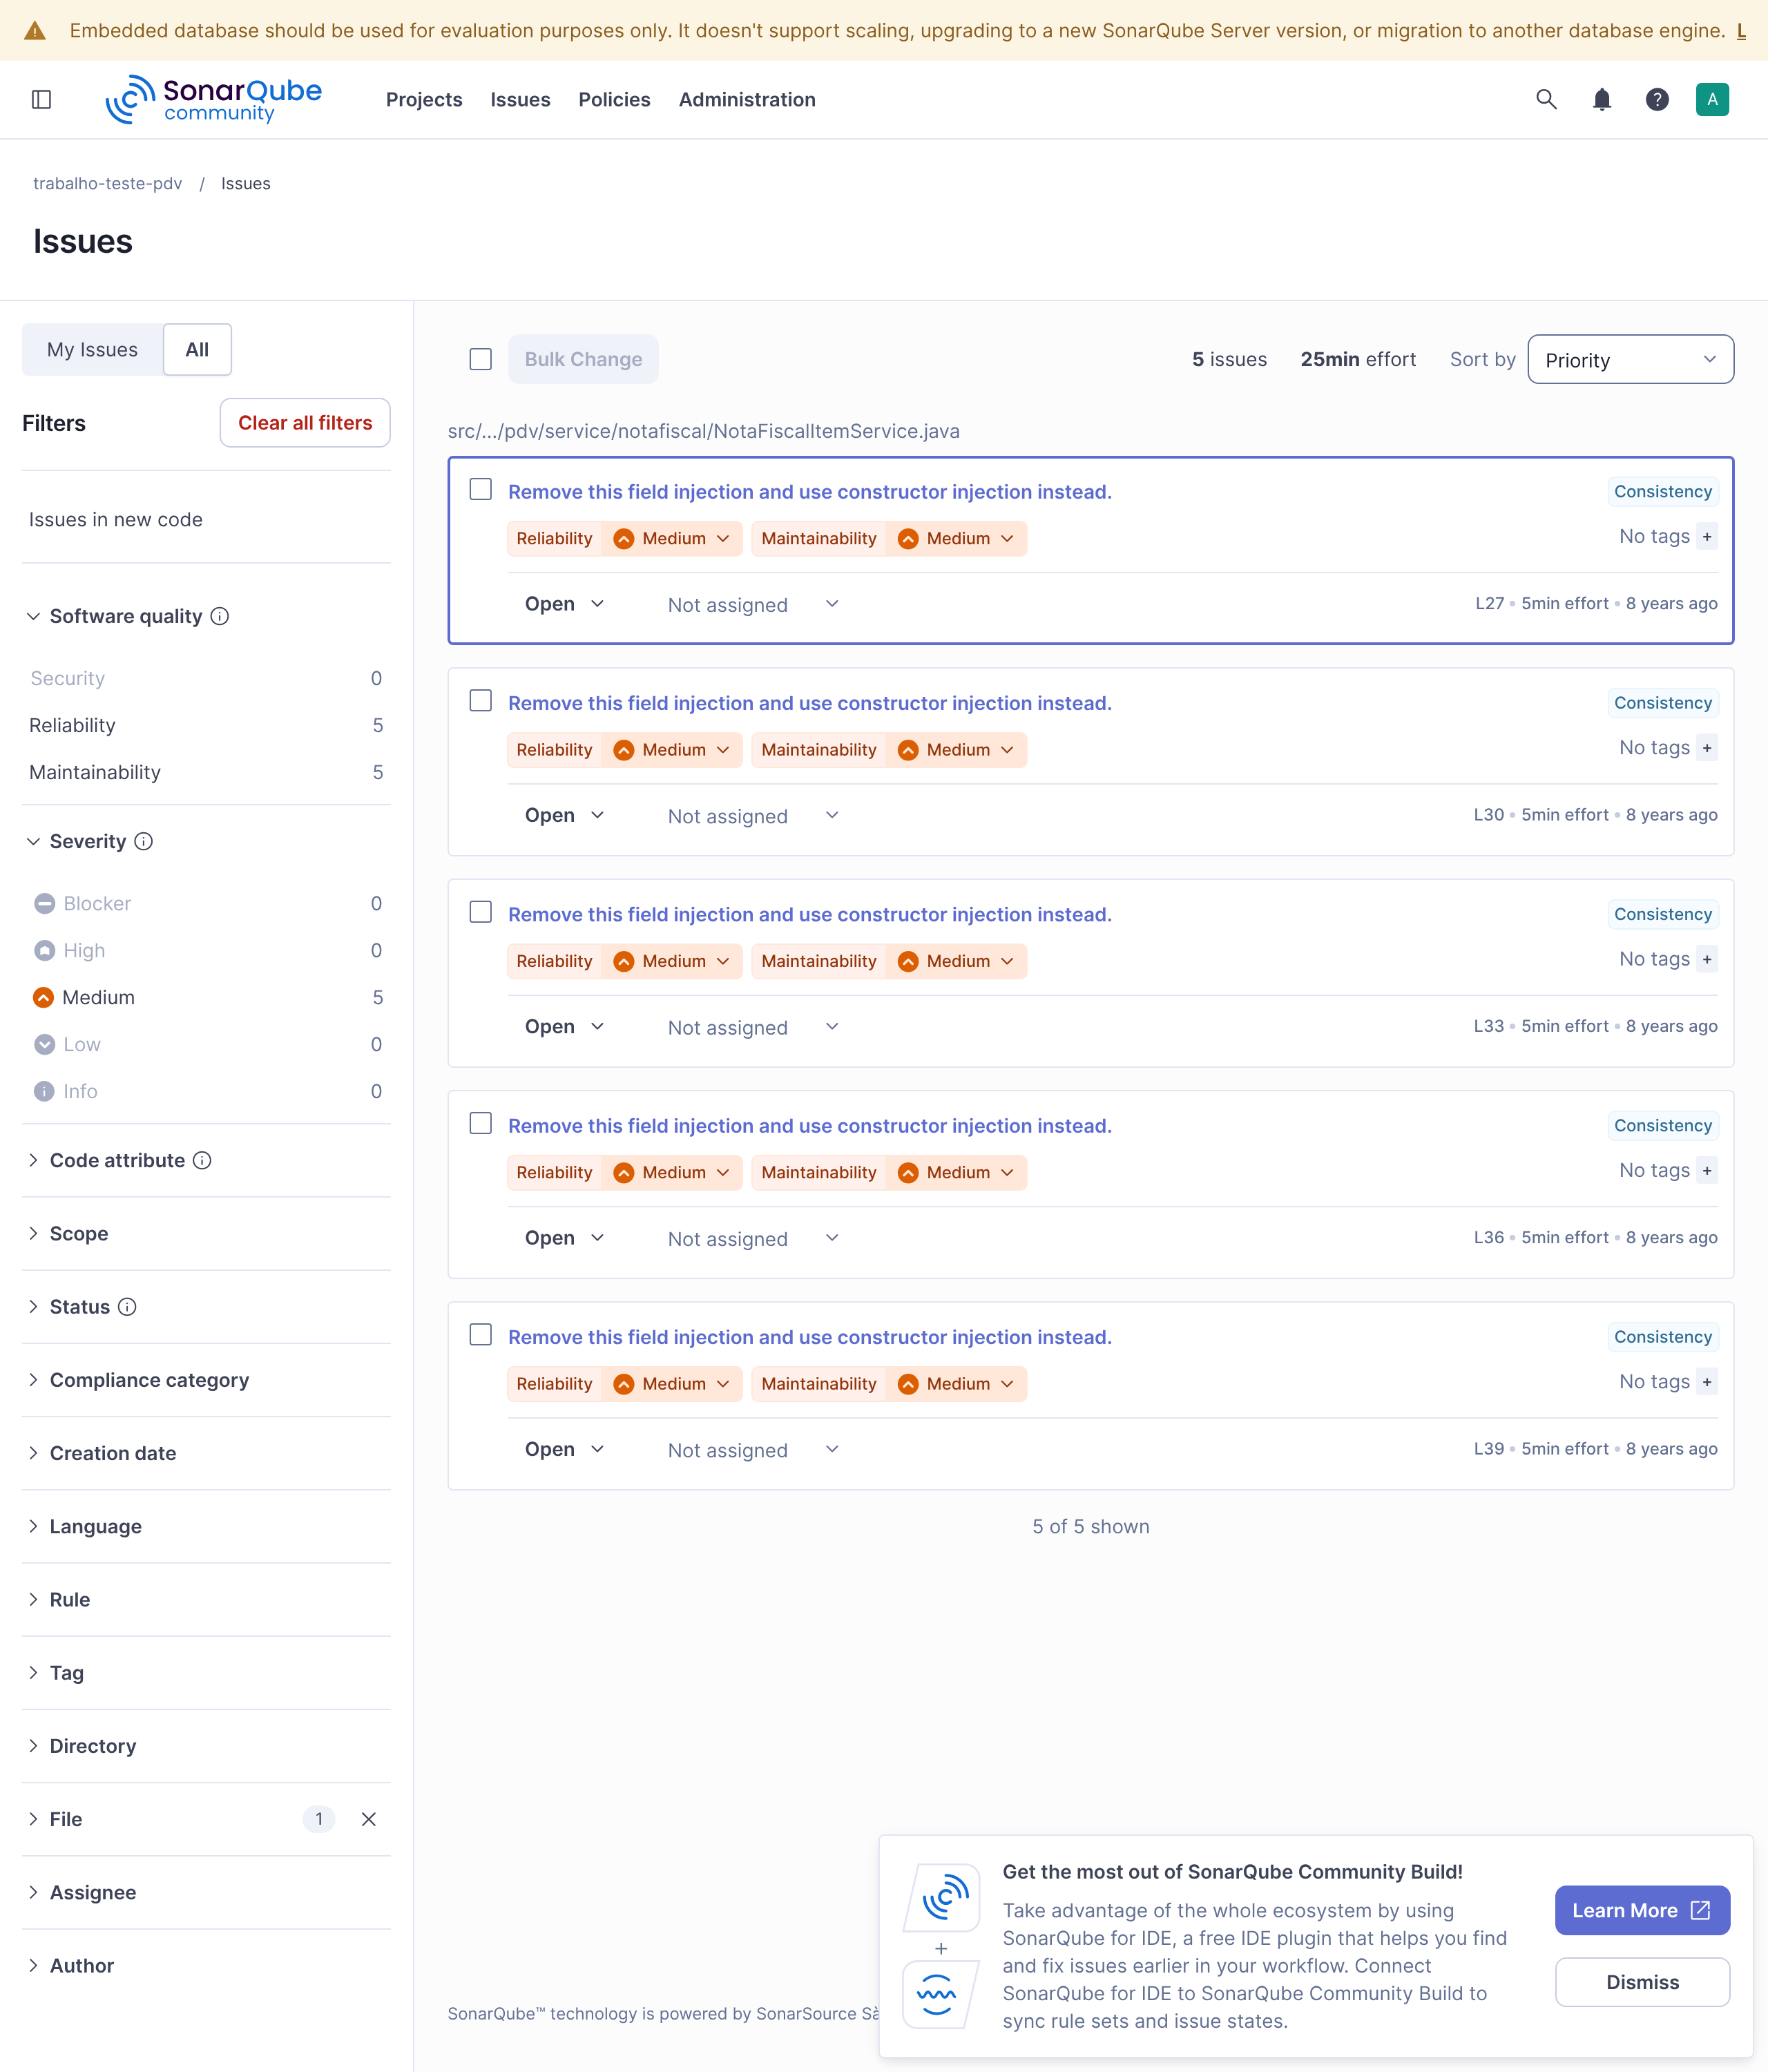 Embedded database should be used for evaluation purposes only. It doesn't support scaling, upgrading to a new SonarQube Server version, or migration to another database engine. L
SonarQube community
Projects Issues Policies Administration
A
trabalho-teste-pdv / Issues
Issues
My Issues All
Filters Clear all filters
Issues in new code
Software quality
Security 0
Reliability 5
Maintainability 5
Severity
Blocker 0
High 0
Medium 5
Low 0
Info 0
Code attribute
Scope
Status
Compliance category
Creation date
Language
Rule
Tag
Directory
File 1
Assignee
Author
Bulk Change 5 issues 25min effort Sort by Priority
src/.../pdv/service/notafiscal/NotaFiscalItemService.java
Remove this field injection and use constructor injection instead. Consistency
Reliability Medium Maintainability Medium No tags +
Open Not assigned L27 • 5min effort • 8 years ago
Remove this field injection and use constructor injection instead. Consistency
Reliability Medium Maintainability Medium No tags +
Open Not assigned L30 • 5min effort • 8 years ago
Remove this field injection and use constructor injection instead. Consistency
Reliability Medium Maintainability Medium No tags +
Open Not assigned L33 • 5min effort • 8 years ago
Remove this field injection and use constructor injection instead. Consistency
Reliability Medium Maintainability Medium No tags +
Open Not assigned L36 • 5min effort • 8 years ago
Remove this field injection and use constructor injection instead. Consistency
Reliability Medium Maintainability Medium No tags +
Open Not assigned L39 • 5min effort • 8 years ago
5 of 5 shown
SonarQube™ technology is powered by SonarSource Sà
Get the most out of SonarQube Community Build!
Take advantage of the whole ecosystem by using
SonarQube for IDE, a free IDE plugin that helps you find
and fix issues earlier in your workflow. Connect
SonarQube for IDE to SonarQube Community Build to
sync rule sets and issue states.
Learn More
Dismiss